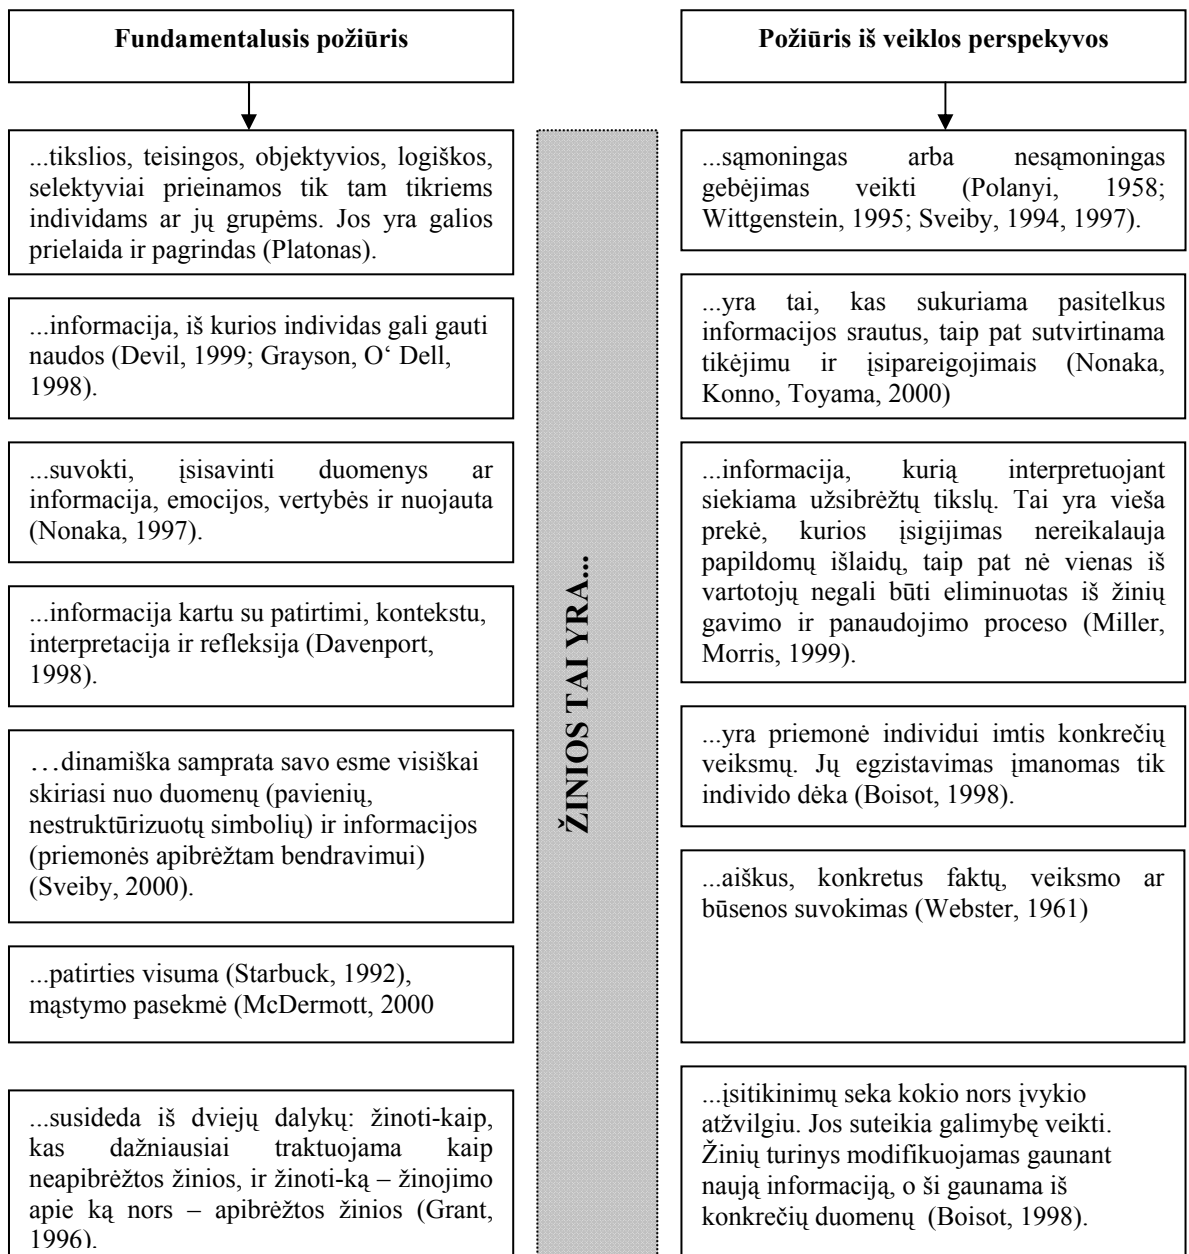 Fundamentalusis požiūris
...tikslios, teisingos, objektyvios, logiškos,
selektyviai prieinamos tik tam tikriems
individams ar jų grupėms. Jos yra galios
prielaida ir pagrindas (Platonas).
...informacija, iš kurios individas gali gauti
naudos (Devil, 1999; Grayson, O‘ Dell,
1998).
...suvokti, įsisavinti duomenys ar
informacija, emocijos, vertybės ir nuojauta
(Nonaka, 1997).
...informacija kartu su patirtimi, kontekstu,
interpretacija ir refleksija (Davenport,
1998).
…dinamiška samprata savo esme visiškai
skiriasi nuo duomenų (pavienių,
nestruktūrizuotų simbolių) ir informacijos
(priemonės apibrėžtam bendravimui)
(Sveiby, 2000).
...patirties visuma (Starbuck, 1992),
mąstymo pasekmė (McDermott, 2000
...susideda iš dviejų dalykų: žinoti-kaip,
kas dažniausiai traktuojama kaip
neapibrėžtos žinios, ir žinoti-ką – žinojimo
apie ką nors – apibrėžtos žinios (Grant,
1996).
ŽINIOS TAI YRA...
Požiūris iš veiklos perspekyvos
...sąmoningas arba nesąmoningas
gebėjimas veikti (Polanyi, 1958;
Wittgenstein, 1995; Sveiby, 1994, 1997).
...yra tai, kas sukuriama pasitelkus
informacijos srautus, taip pat sutvirtinama
tikėjimu ir įsipareigojimais (Nonaka,
Konno, Toyama, 2000)
...informacija, kurią interpretuojant
siekiama užsibrėžtų tikslų. Tai yra vieša
prekė, kurios įsigijimas nereikalauja
papildomų išlaidų, taip pat nė vienas iš
vartotojų negali būti eliminuotas iš žinių
gavimo ir panaudojimo proceso (Miller,
Morris, 1999).
...yra priemonė individui imtis konkrečių
veiksmų. Jų egzistavimas įmanomas tik
individo dėka (Boisot, 1998).
...aiškus, konkretus faktų, veiksmo ar
būsenos suvokimas (Webster, 1961)
...įsitikinimų seka kokio nors įvykio
atžvilgiu. Jos suteikia galimybę veikti.
Žinių turinys modifikuojamas gaunant
naują informaciją, o ši gaunama iš
konkrečių duomenų (Boisot, 1998).